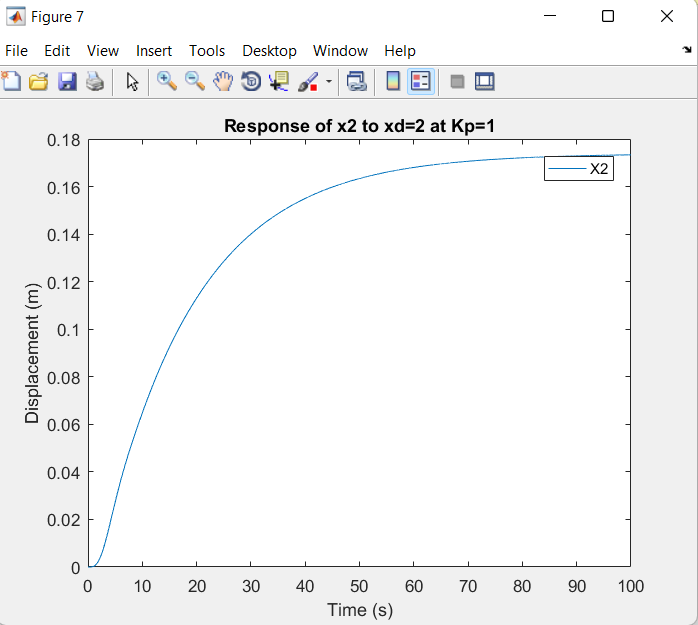 Figure 7
File Edit View Insert Tools Desktop Window Help
Response of x2 to xd=2 at Kp=1
0.18
0.16
0.14
0.12
0.1
0.08
0.06
0.04
0.02
0
Displacement (m)
X2
0 10 20 30 40 50 60 70 80 90 100
Time (s)